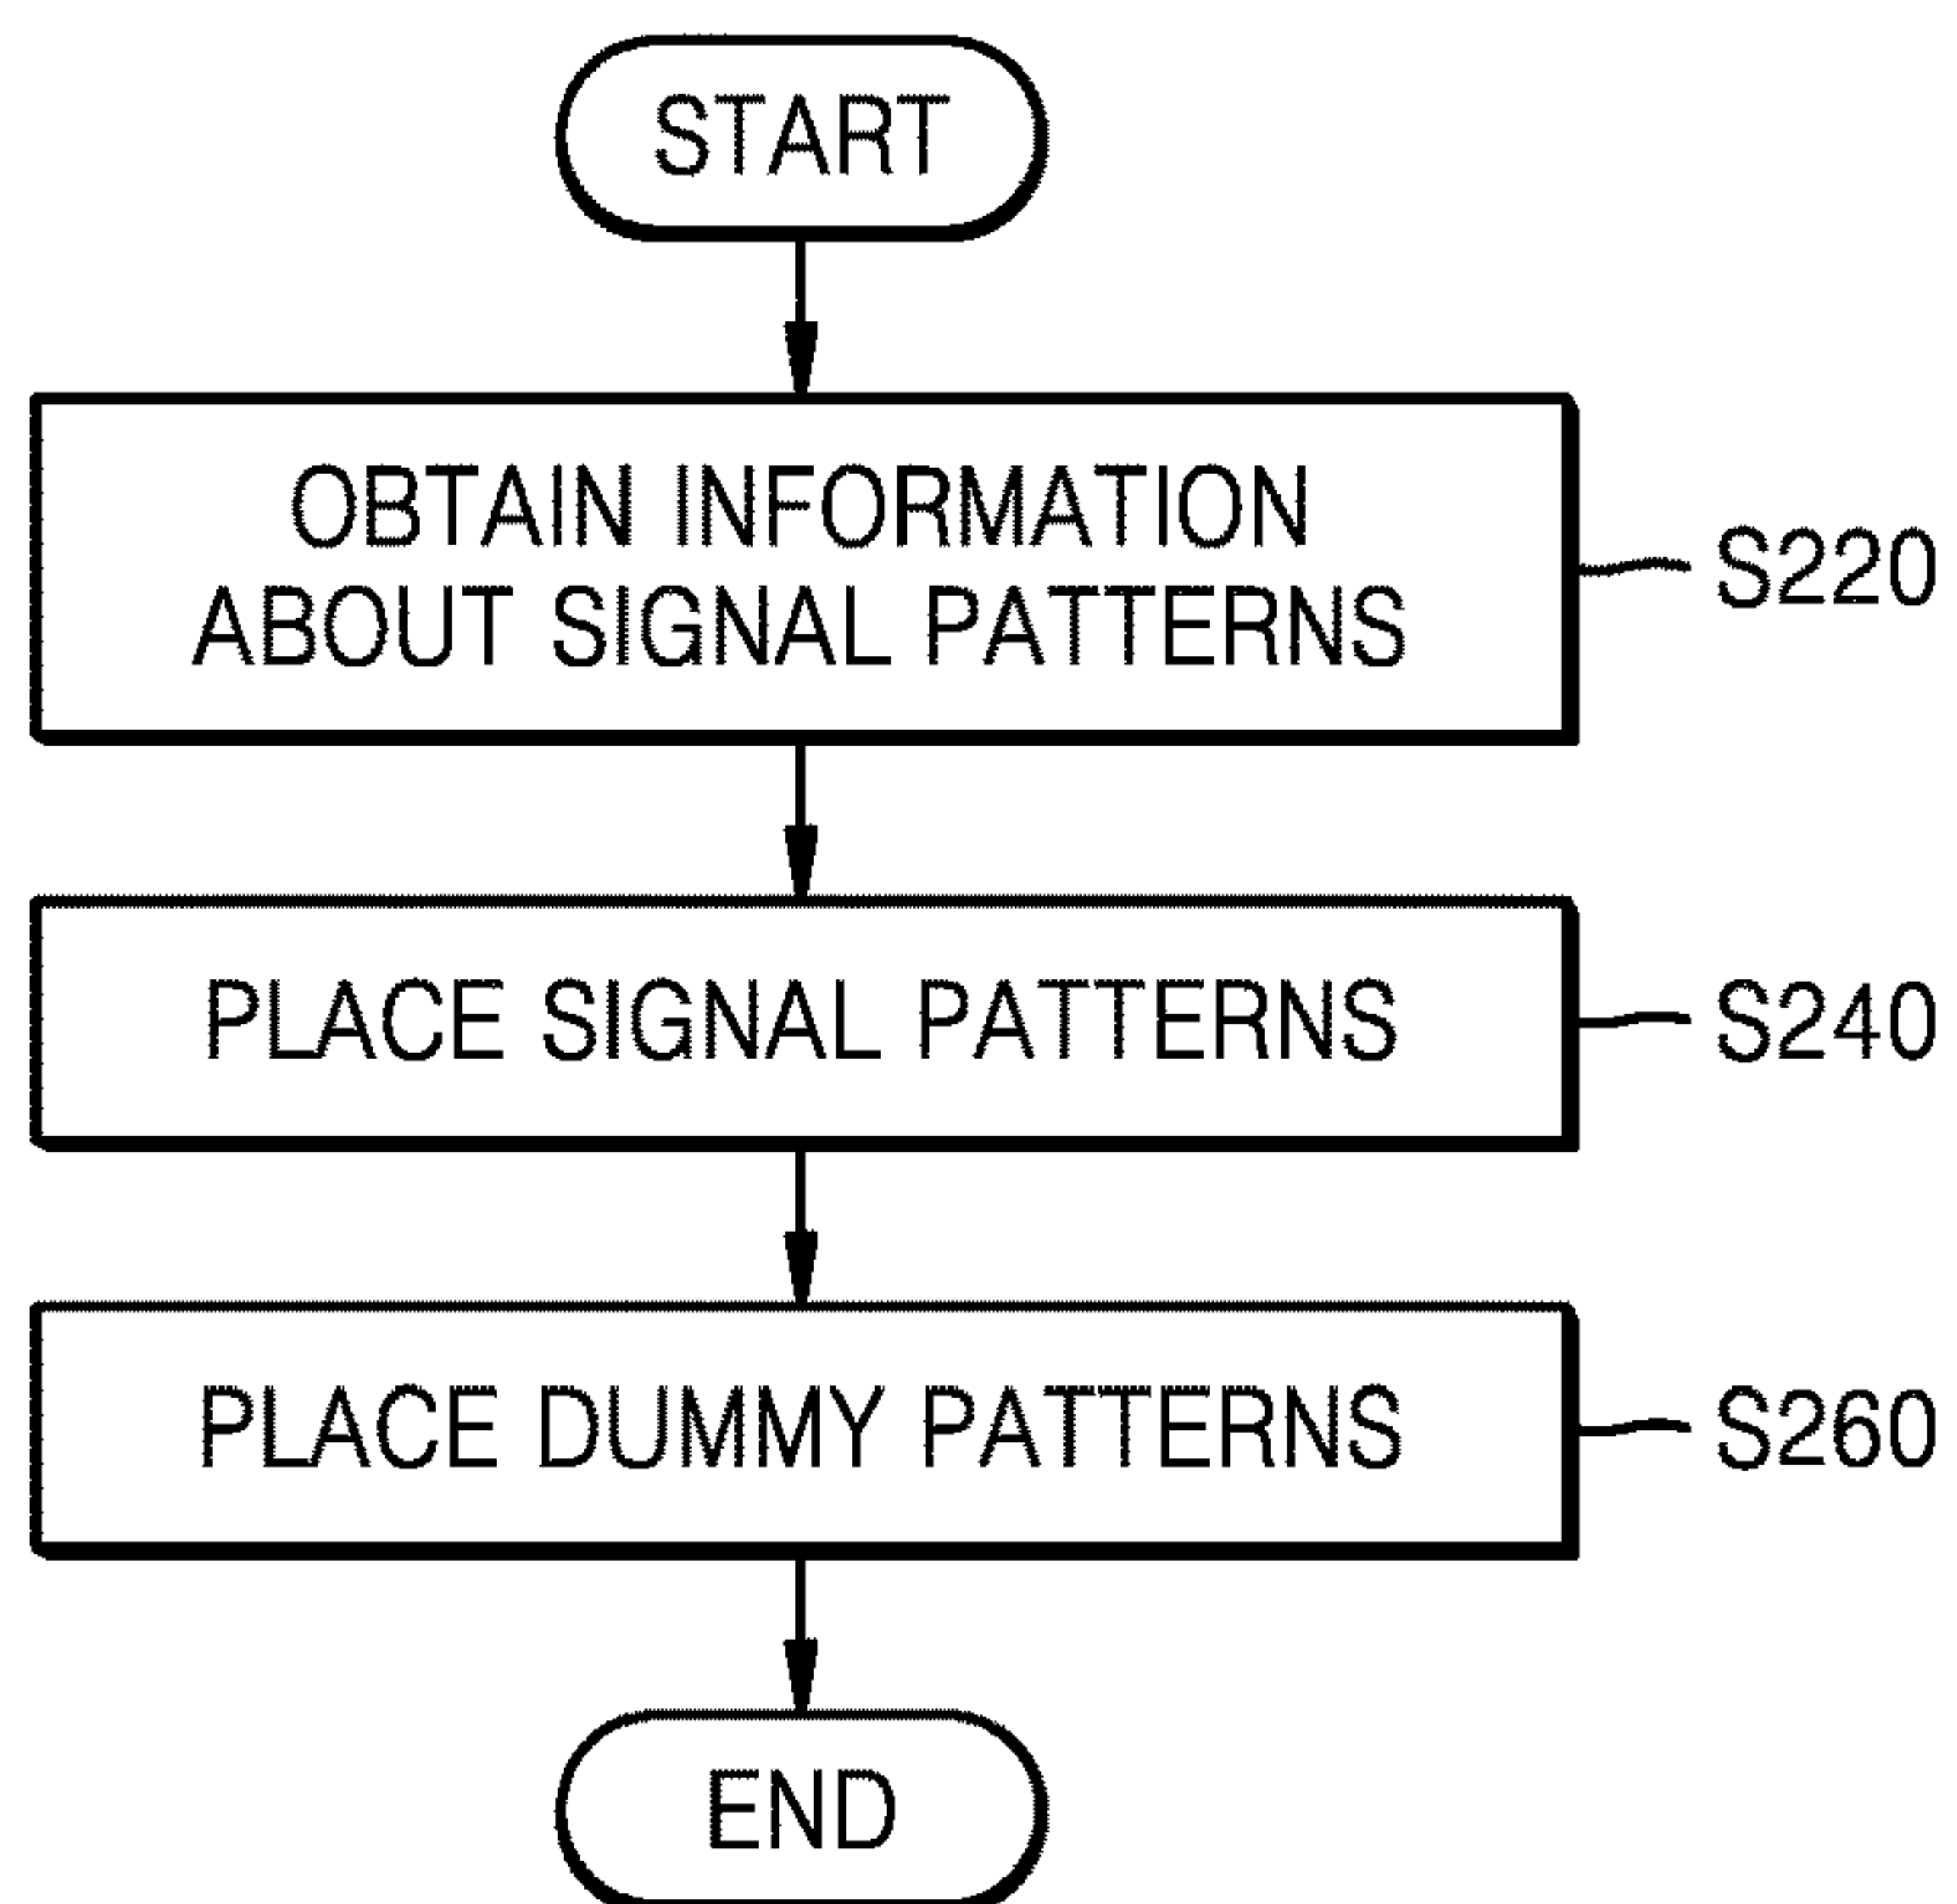 START
OBTAIN INFORMATION
ABOUT SIGNAL PATTERNS
S220
PLACE SIGNAL PATTERNS
S240
PLACE DUMMY PATTERNS
S260
END